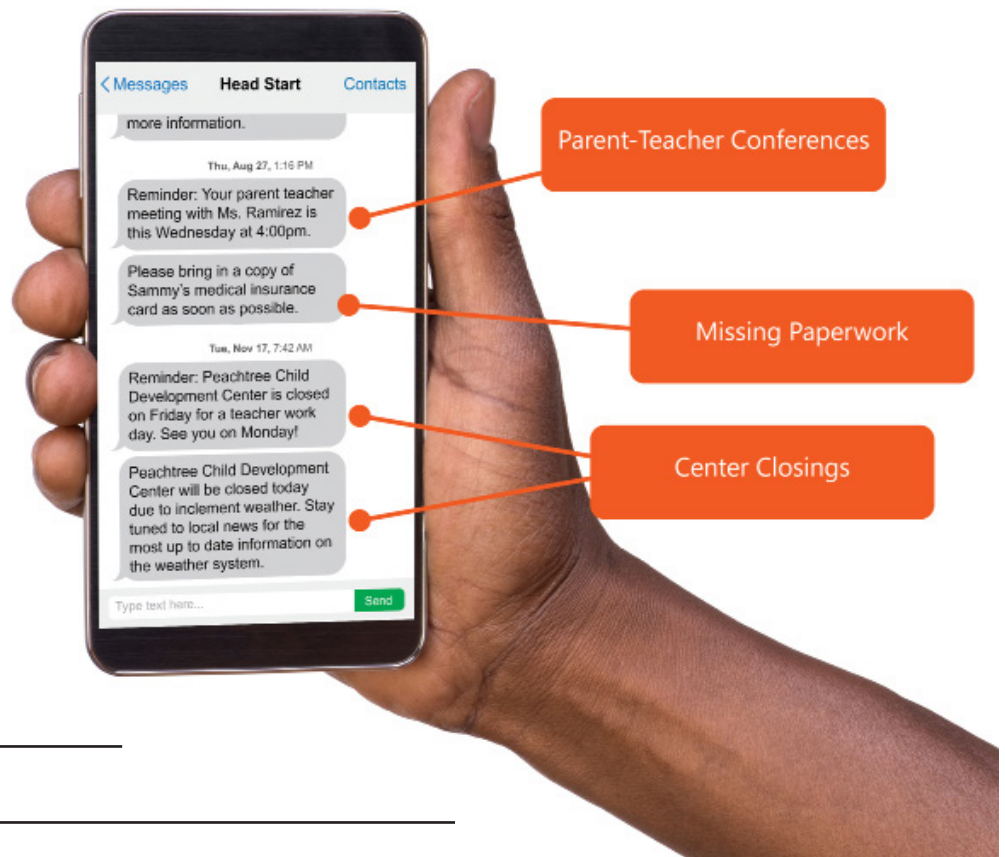 Messages Head Start Contacts
more information.
Thu, Aug 27, 1:16 PM
Reminder: Your parent teacher
meeting with Ms. Ramirez is
this Wednesday at 4:00pm.
Please bring in a copy of
Sammy's medical insurance
card as soon as possible.
Tue, Nov 17, 7:42 AM
Reminder: Peachtree Child
Development Center is closed
on Friday for a teacher work
day. See you on Monday!
Peachtree Child Development
Center will be closed today
due to inclement weather. Stay
tuned to local news for the
most up to date information on
the weather system.
Type text here...
Send
Parent-Teacher Conferences
Missing Paperwork
Center Closings